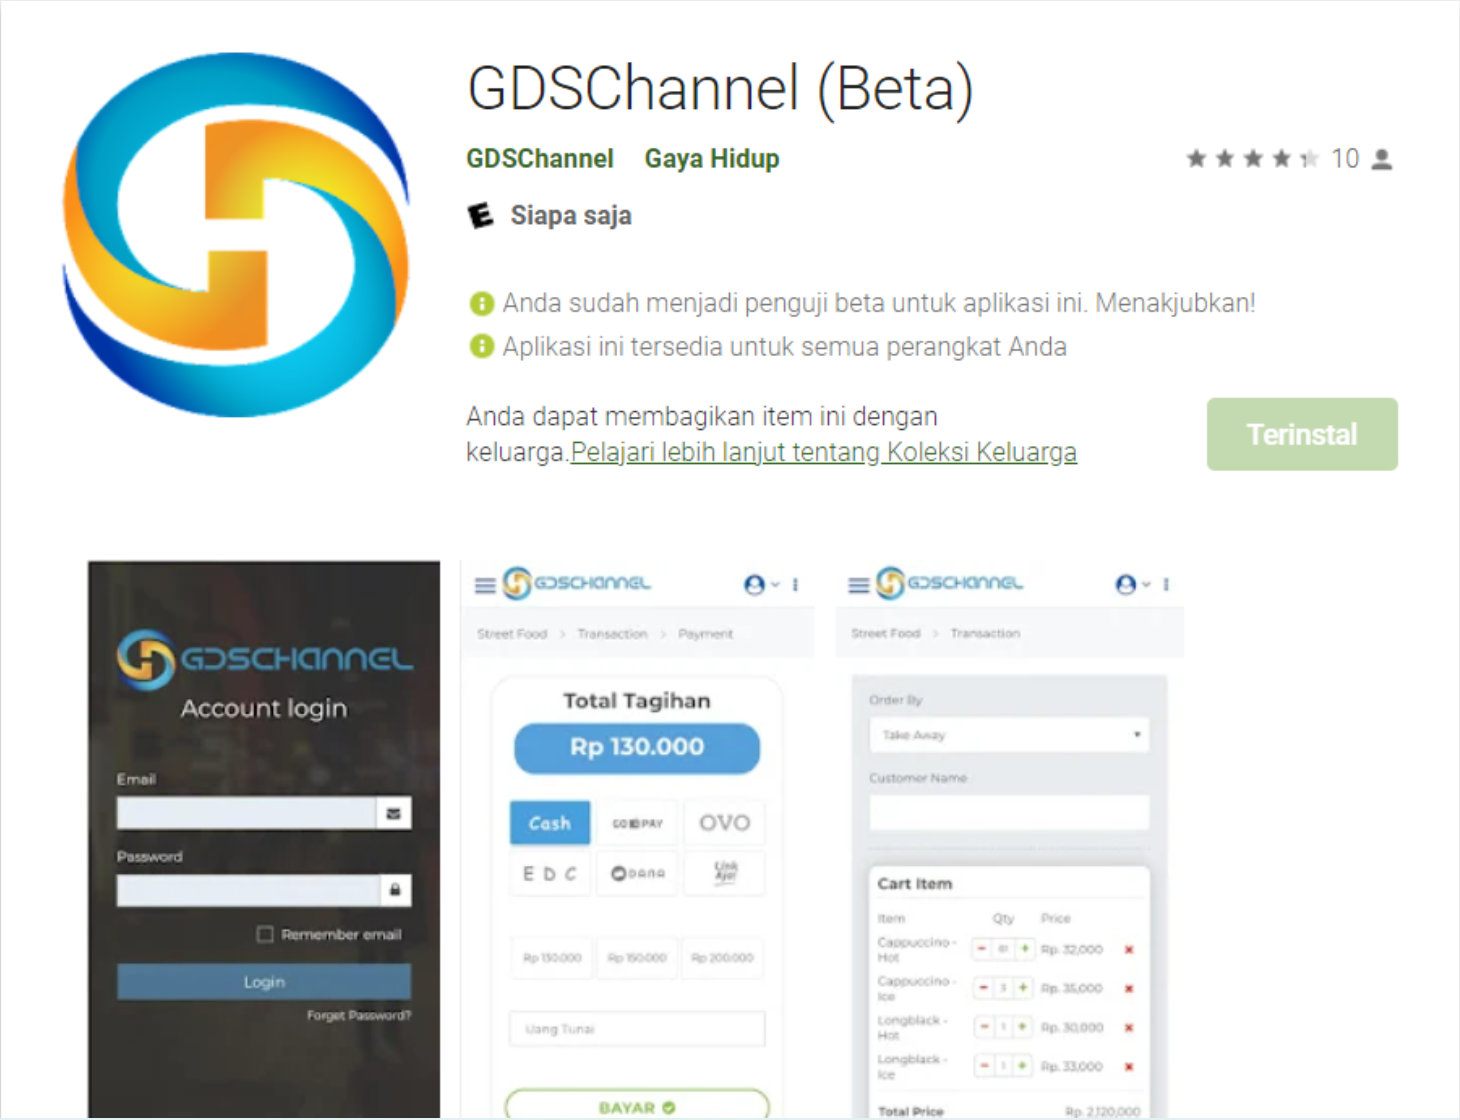 GDSChannel (Beta)
GDSChannel Gaya Hidup
10
E Siapa saja
Anda sudah menjadi penguji beta untuk aplikasi ini. Menakjubkan!
Aplikasi ini tersedia untuk semua perangkat Anda
Anda dapat membagikan item ini dengan
keluarga.Pelajari lebih lanjut tentang Koleksi Keluarga
Terinstal
GDSCHANNEL
Account login
Email
Password
Remember email
Login
Forget Password?
GDSCHANNEL
Street Food > Transaction > Payment
Total Tagihan
Rp 130.000
Cash GOPAY OVO
EDC DANA Link Aja!
Rp 130.000 Rp 150.000 Rp 200.000
Uang Tunai
BAYAR
GDSCHANNEL
Street Food > Transaction
Order By
Take Away
Customer Name
Cart Item
Item Qty Price
Cappuccino - Rp. 32,000
Hot
Cappuccino - 3 Rp. 35,000
Ice
Longblack - 1 Rp. 30,000
Hot
Longblack - 1 Rp. 33,000
Ice
Total Price Rp. 2,120,000